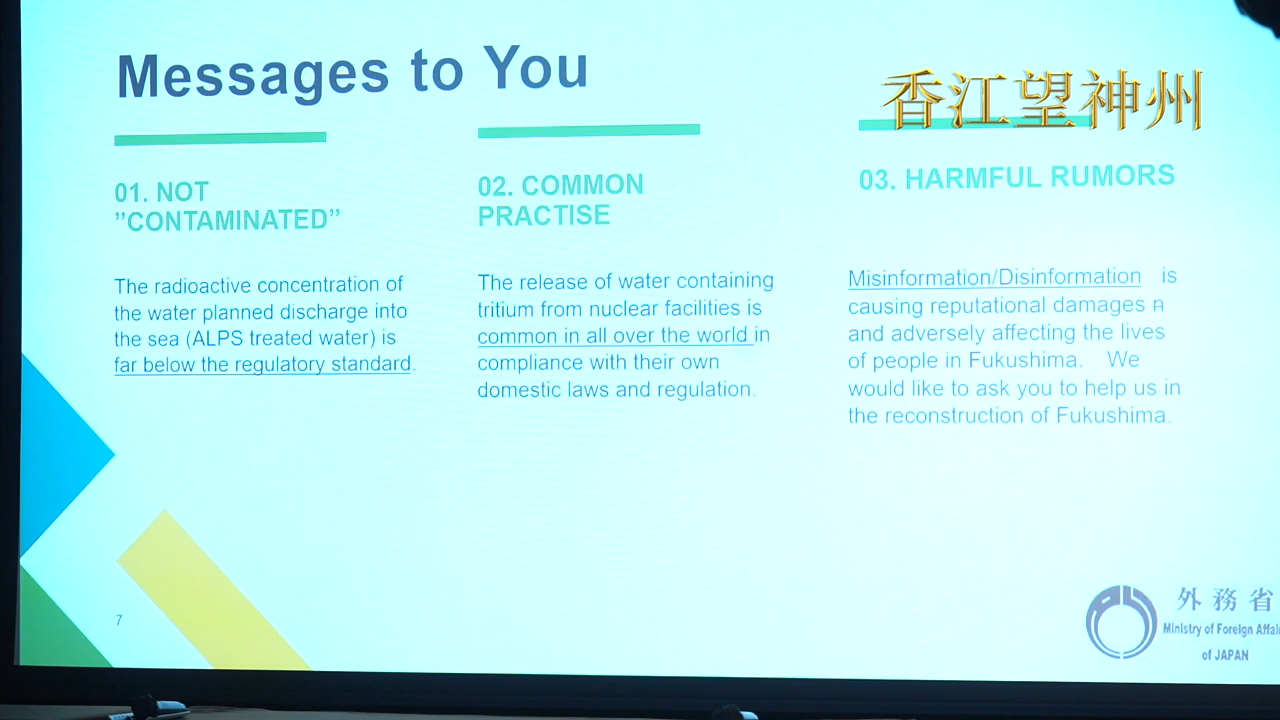 Messages to You
香江望神州
01. NOT
”CONTAMINATED”
The radioactive concentration of
the water planned discharge into
the sea (ALPS treated water) is
far below the regulatory standard.
02. COMMON
PRACTISE
The release of water containing
tritium from nuclear facilities is
common in all over the world in
compliance with their own
domestic laws and regulation.
03. HARMFUL RUMORS
Misinformation/Disinformation is
causing reputational damages n
and adversely affecting the lives
of people in Fukushima. We
would like to ask you to help us in
the reconstruction of Fukushima.
7
外務省
Ministry of Foreign Affai
of JAPAN